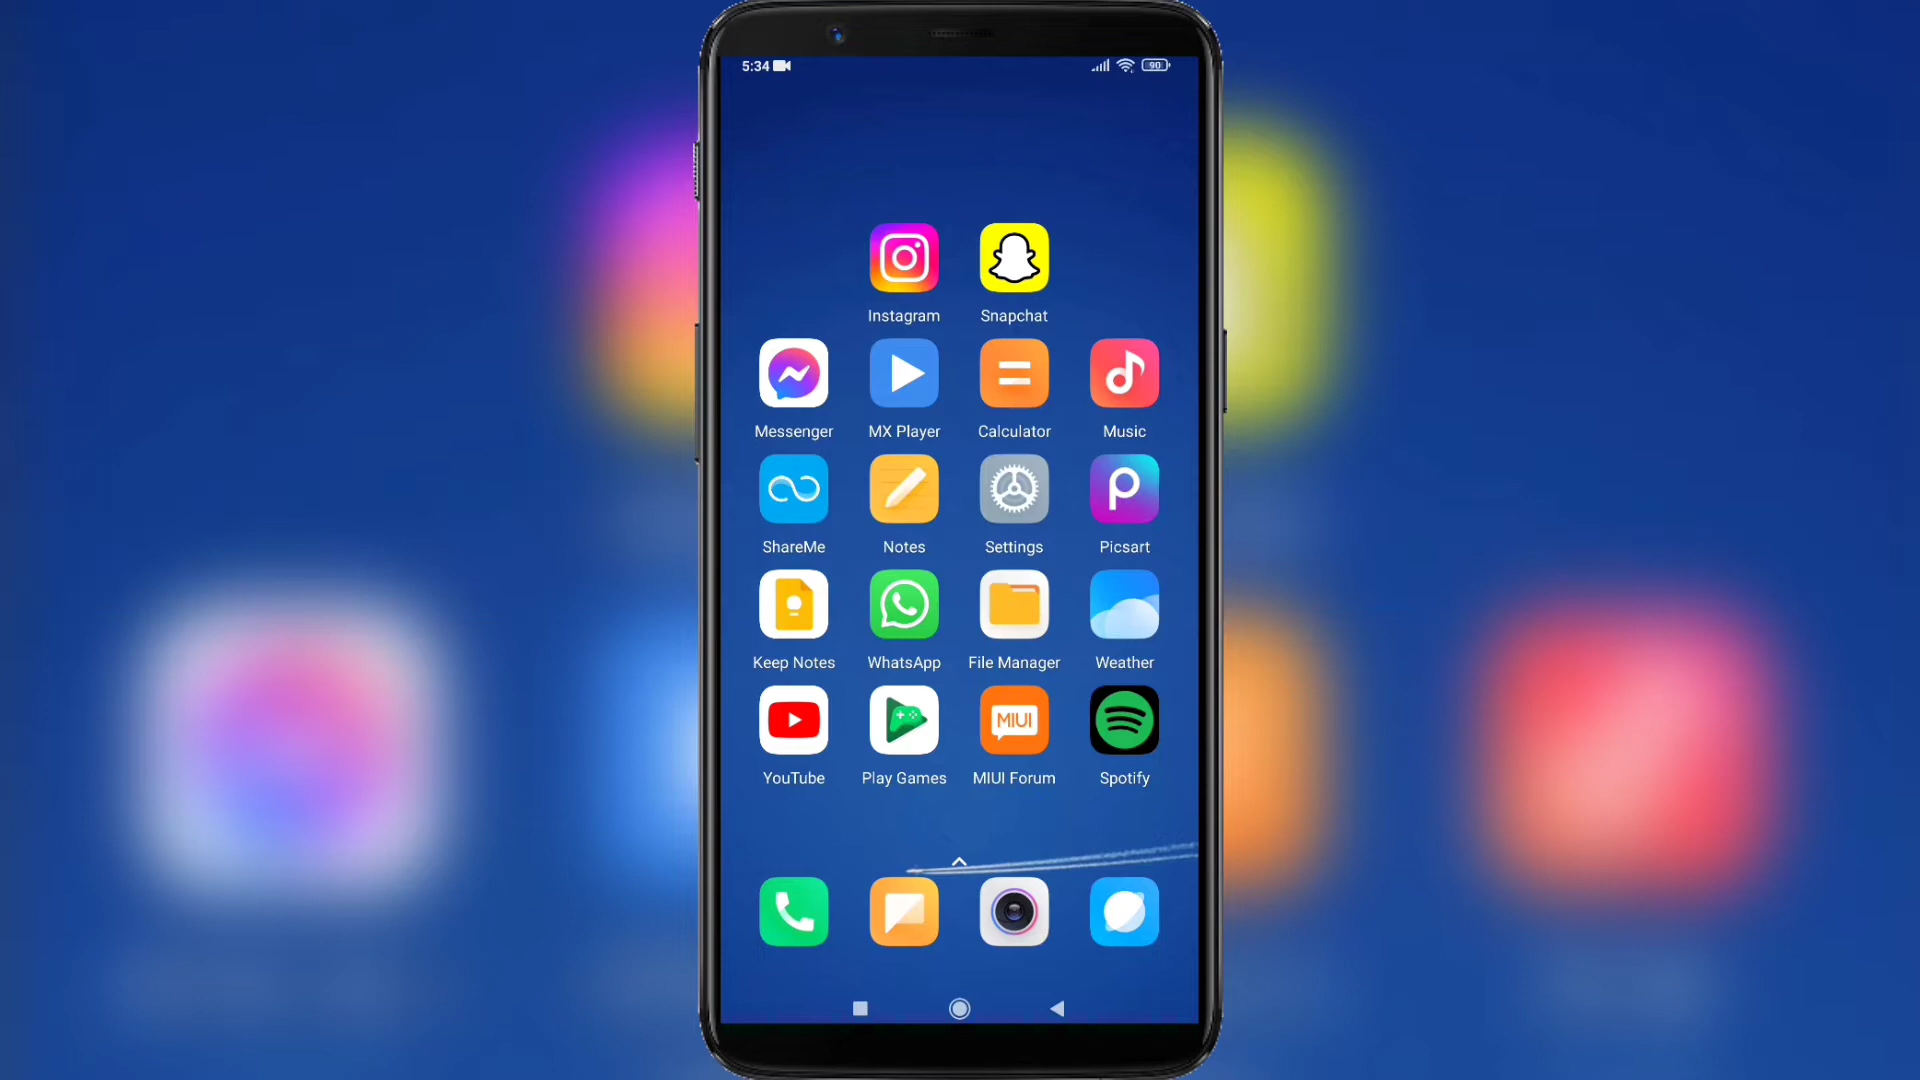 5:34 90
Instagram Snapchat
Messenger MX Player Calculator Music
ShareMe Notes Settings Picsart
Keep Notes WhatsApp File Manager Weather
MIUI
YouTube Play Games MIUI Forum Spotify